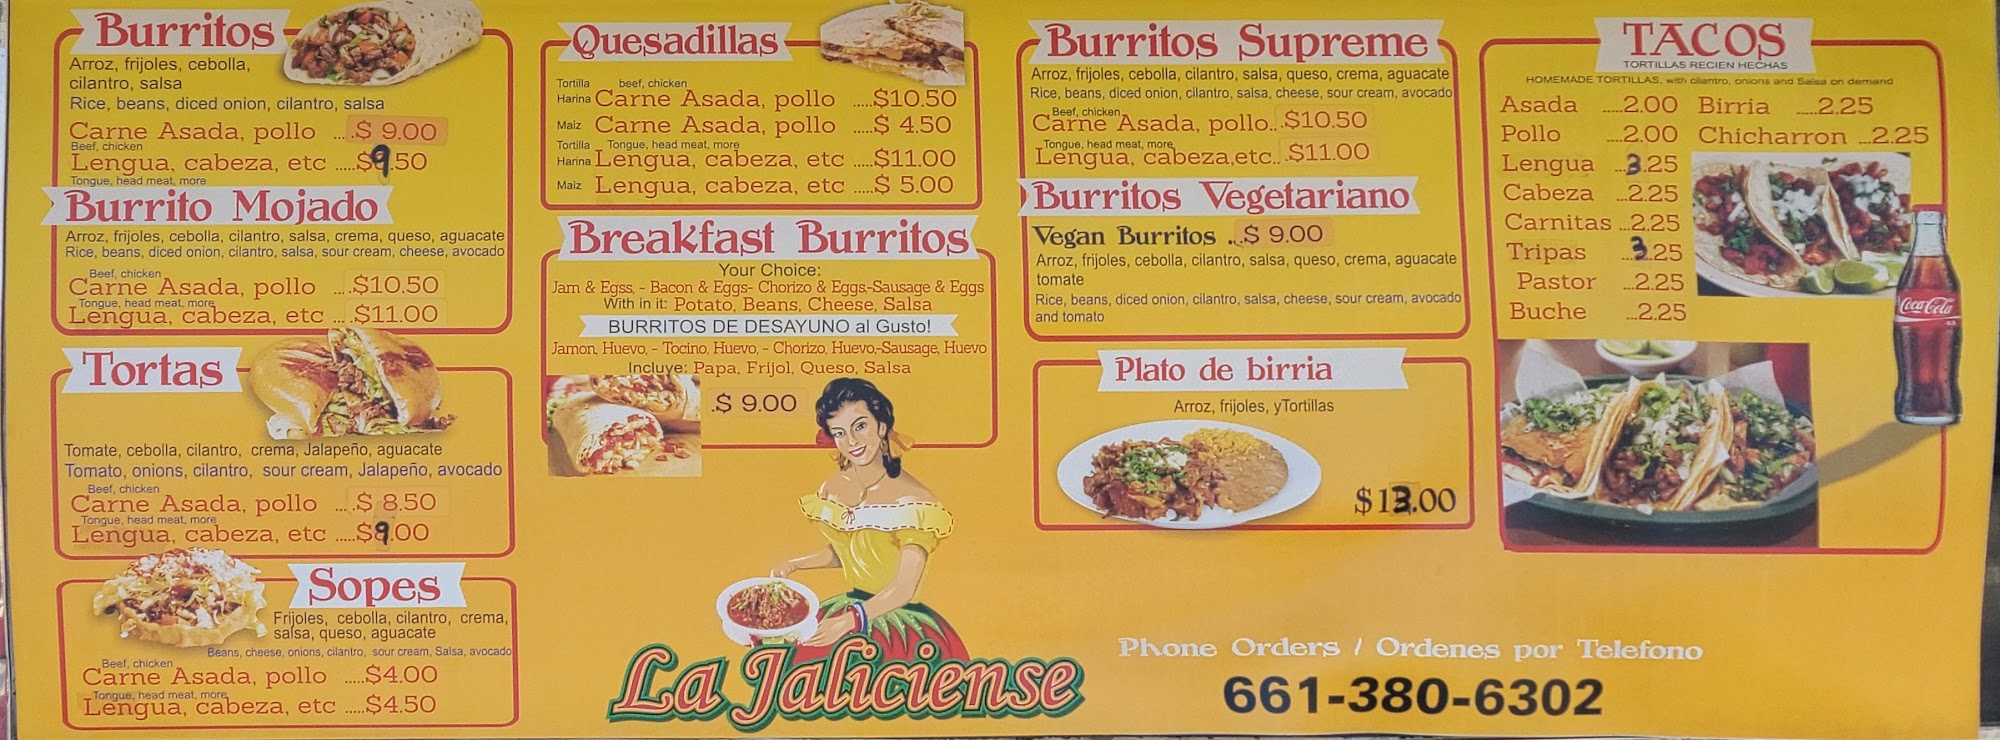 Burritos
Arroz, frijoles, cebolla,
cilantro, salsa
Rice, beans, diced onion, cilantro, salsa
Carne Asada, pollo ....$ 9.00
Beef, chicken
Lengua, cabeza, etc ....$9.50
Tongue, head meat, more
Burrito Mojado
Arroz, frijoles, cebolla, cilantro, salsa, crema, queso, aguacate
Rice, beans, diced onion, cilantro, salsa, sour cream, cheese, avocado
Beef, chicken
Carne Asada, pollo ....$10.50
Tongue, head meat, more
Lengua, cabeza, etc ....$11.00
Tortas
Tomate, cebolla, cilantro, crema, Jalapeño, aguacate
Tomato, onions, cilantro, sour cream, Jalapeño, avocado
Beef, chicken
Carne Asada, pollo ....$ 8.50
Tongue, head meat, more
Lengua, cabeza, etc .....$9.00
Sopes
Frijoles, cebolla, cilantro, crema,
salsa, queso, aguacate
Beans, cheese, onions, cilantro, sour cream, Salsa, avocado
Beef, chicken
Carne Asada, pollo .....$4.00
Tongue, head meat, more
Lengua, cabeza, etc .....$4.50
Quesadillas
Tortilla beef, chicken
Harina Carne Asada, pollo .....$10.50
Maiz Carne Asada, pollo .....$ 4.50
Tortilla Tongue, head meat, more
Harina Lengua, cabeza, etc .....$11.00
Maiz Lengua, cabeza, etc .....$ 5.00
Breakfast Burritos
Your Choice:
Jam & Egss, - Bacon & Eggs- Chorizo & Eggs,-Sausage & Eggs
With in it: Potato, Beans, Cheese, Salsa
BURRITOS DE DESAYUNO al Gusto!
Jamon, Huevo, - Tocino, Huevo, - Chorizo, Huevo,-Sausage, Huevo
Incluye: Papa, Frijol, Queso, Salsa
.$ 9.00
La Jaliciense
Burritos Supreme
Arroz, frijoles, cebolla, cilantro, salsa, queso, crema, aguacate
Rice, beans, diced onion, cilantro, salsa, cheese, sour cream, avocado
Beef, chicken
Carne Asada, pollo...$10.50
Tongue, head meat, more
Lengua, cabeza,etc...$11.00
Burritos Vegetariano
Vegan Burritos ...$ 9.00
Arroz, frijoles, cebolla, cilantro, salsa, queso, crema, aguacate
tomate
Rice, beans, diced onion, cilantro, salsa, cheese, sour cream, avocado
and tomato
Plato de birria
Arroz, frijoles, yTortillas
$13.00
TACOS
TORTILLAS RECIEN HECHAS
HOMEMADE TORTILLAS, with cilantro, onions and Salsa on demand
Asada .....2.00 Birria .....2.25
Pollo ....2.00 Chicharron ...2.25
Lengua ...3.25
Cabeza ...2.25
Carnitas ...2.25
Tripas ...3.25
Pastor ...2.25
Buche ...2.25
Coca-Cola
Phone Orders / Ordenes por Telefono
661-380-6302